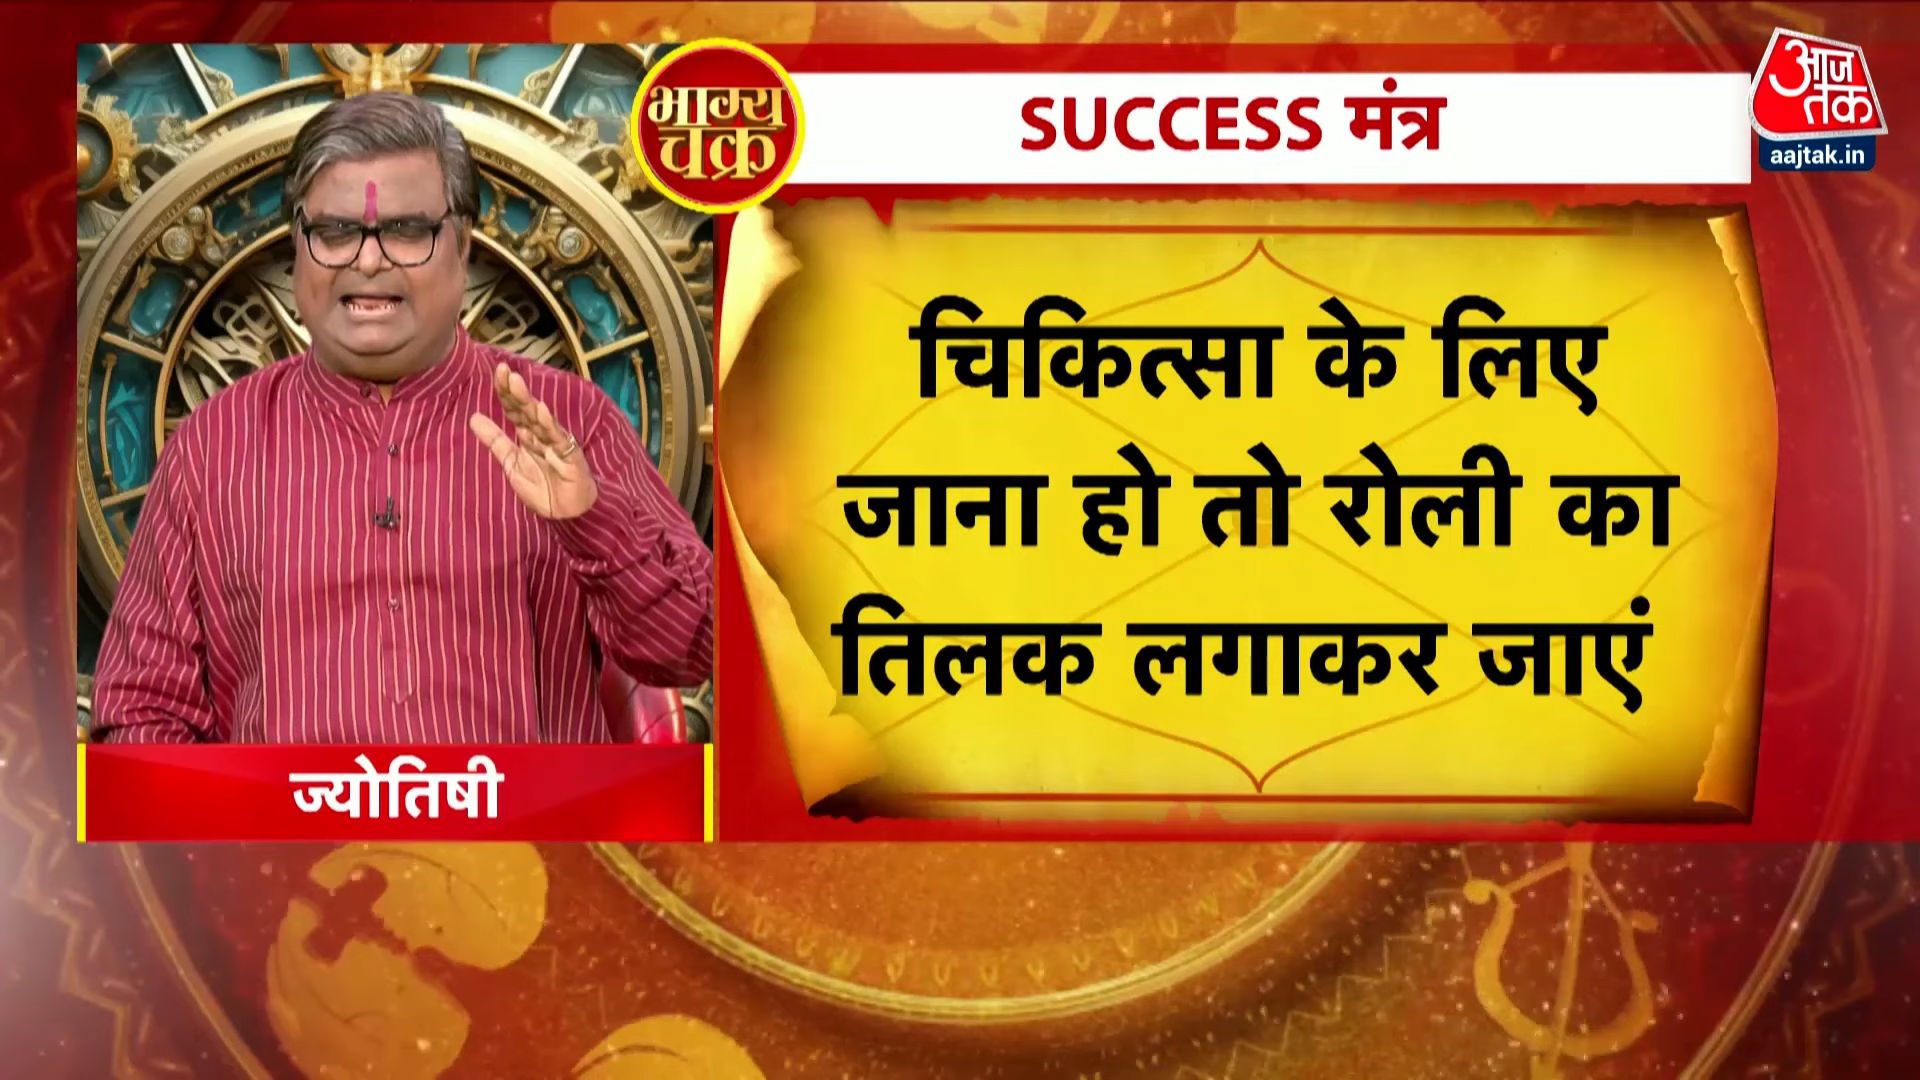 भाग्य
चक्र
SUCCESS मंत्र
आज
तक
aajtak.in
चिकित्सा के लिए
जाना हो तो रोली का
तिलक लगाकर जाएं
ज्योतिषी